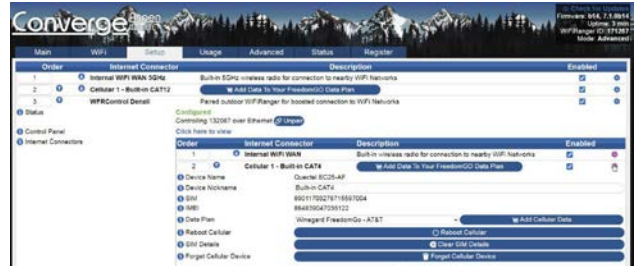 Converge
Check for Updates
Firmware: b14, 7.1.0b14
Uptime: 3 min
WiFiRanger ID: 171267
Mode: Advanced
Main WiFi Setup Usage Advanced Status Register
Order Internet Connector Description Enabled
1 Internal WiFi WAN 5GHz Built-in 5GHz wireless radio for connection to nearby WiFi Networks
2 Cellular 1 - Built-in CAT12 Add Data To Your FreedomGO Data Plan
3 WFRControl Denali Paired outdoor WiFiRanger for boosted connection to WiFi Networks
Status Configured
Controlling 132087 over Ethernet Unpair
Control Panel Click here to view
Internet Connectors
Order Internet Connector Description Enabled
1 Internal WiFi WAN Built-in wireless radio for connection to nearby WiFi Networks
2 Cellular 1 - Built-in CAT4 Add Data To Your FreedomGO Data Plan
Device Name Quectel EC25-AF
Device Nickname Built-in CAT4
SIM 89011703278715597004
IMEI 864839047036122
Data Plan Winegard FreedomGo - AT&T Add Cellular Data
Reboot Cellular Reboot Cellular
SIM Details Clear SIM Details
Forget Cellular Device Forget Cellular Device